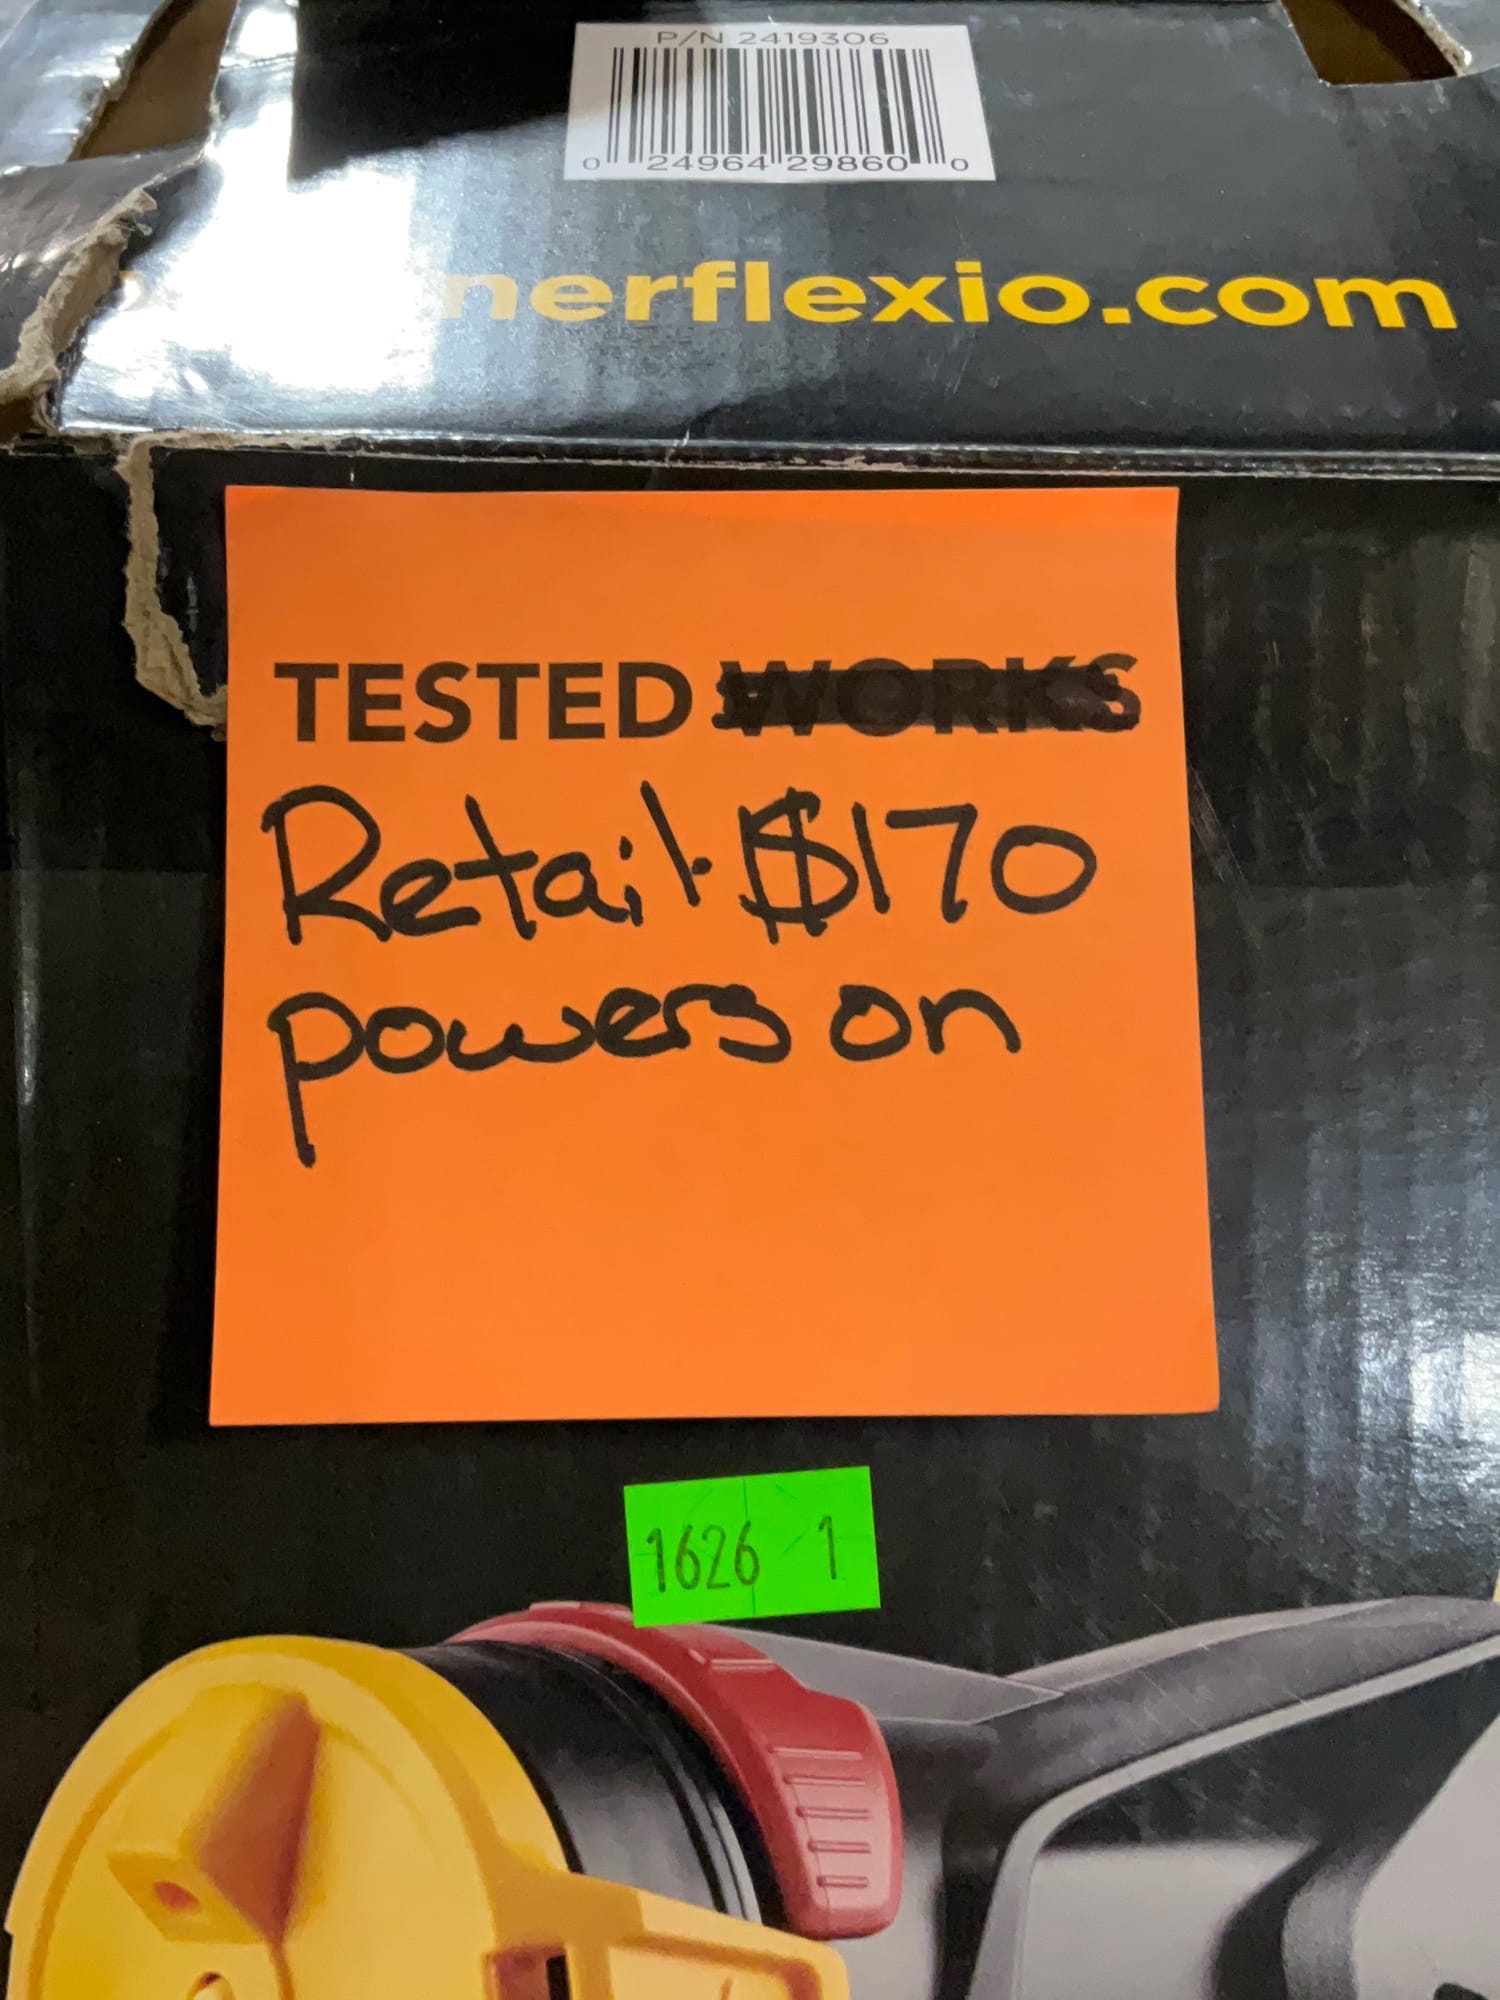 P/N 2419306
0 24964 29860 0
nerflexio.com
TESTED WORKS
Retail $170
powers on
1626 1